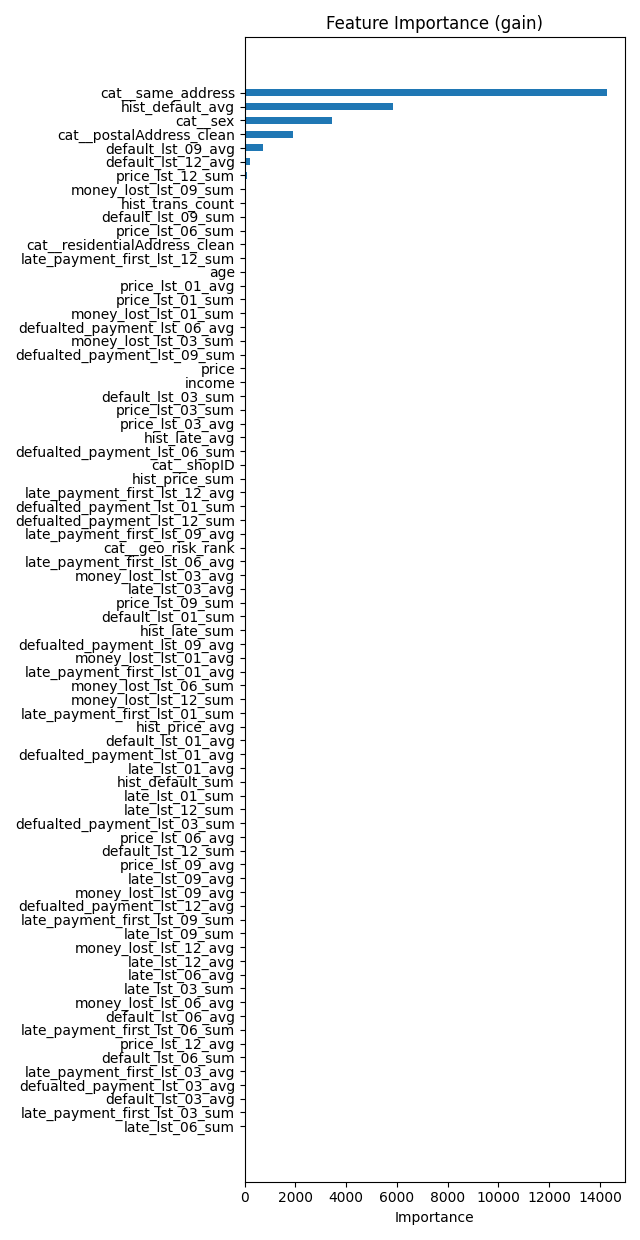 Feature Importance (gain)
cat__same_address
hist_default_avg
cat__sex
cat__postalAddress_clean
default_lst_09_avg
default_lst_12_avg
price_lst_12_sum
money_lost_lst_09_sum
hist_trans_count
default_lst_09_sum
price_lst_06_sum
cat__residentialAddress_clean
late_payment_first_lst_12_sum
age
price_lst_01_avg
price_lst_01_sum
money_lost_lst_01_sum
defualted_payment_lst_06_avg
money_lost_lst_03_sum
defualted_payment_lst_09_sum
price
income
default_lst_03_sum
price_lst_03_sum
price_lst_03_avg
hist_late_avg
defualted_payment_lst_06_sum
cat__shopID
hist_price_sum
late_payment_first_lst_12_avg
defualted_payment_lst_01_sum
defualted_payment_lst_12_sum
late_payment_first_lst_09_avg
cat__geo_risk_rank
late_payment_first_lst_06_avg
money_lost_lst_03_avg
late_lst_03_avg
price_lst_09_sum
default_lst_01_sum
hist_late_sum
defualted_payment_lst_09_avg
money_lost_lst_01_avg
late_payment_first_lst_01_avg
money_lost_lst_06_sum
money_lost_lst_12_sum
late_payment_first_lst_01_sum
hist_price_avg
default_lst_01_avg
defualted_payment_lst_01_avg
late_lst_01_avg
hist_default_sum
late_lst_01_sum
late_lst_12_sum
defualted_payment_lst_03_sum
price_lst_06_avg
default_lst_12_sum
price_lst_09_avg
late_lst_09_avg
money_lost_lst_09_avg
defualted_payment_lst_12_avg
late_payment_first_lst_09_sum
late_lst_09_sum
money_lost_lst_12_avg
late_lst_12_avg
late_lst_06_avg
late_lst_03_sum
money_lost_lst_06_avg
default_lst_06_avg
late_payment_first_lst_06_sum
price_lst_12_avg
default_lst_06_sum
late_payment_first_lst_03_avg
defualted_payment_lst_03_avg
default_lst_03_avg
late_payment_first_lst_03_sum
late_lst_06_sum
0 2000 4000 6000 8000 10000 12000 14000
Importance